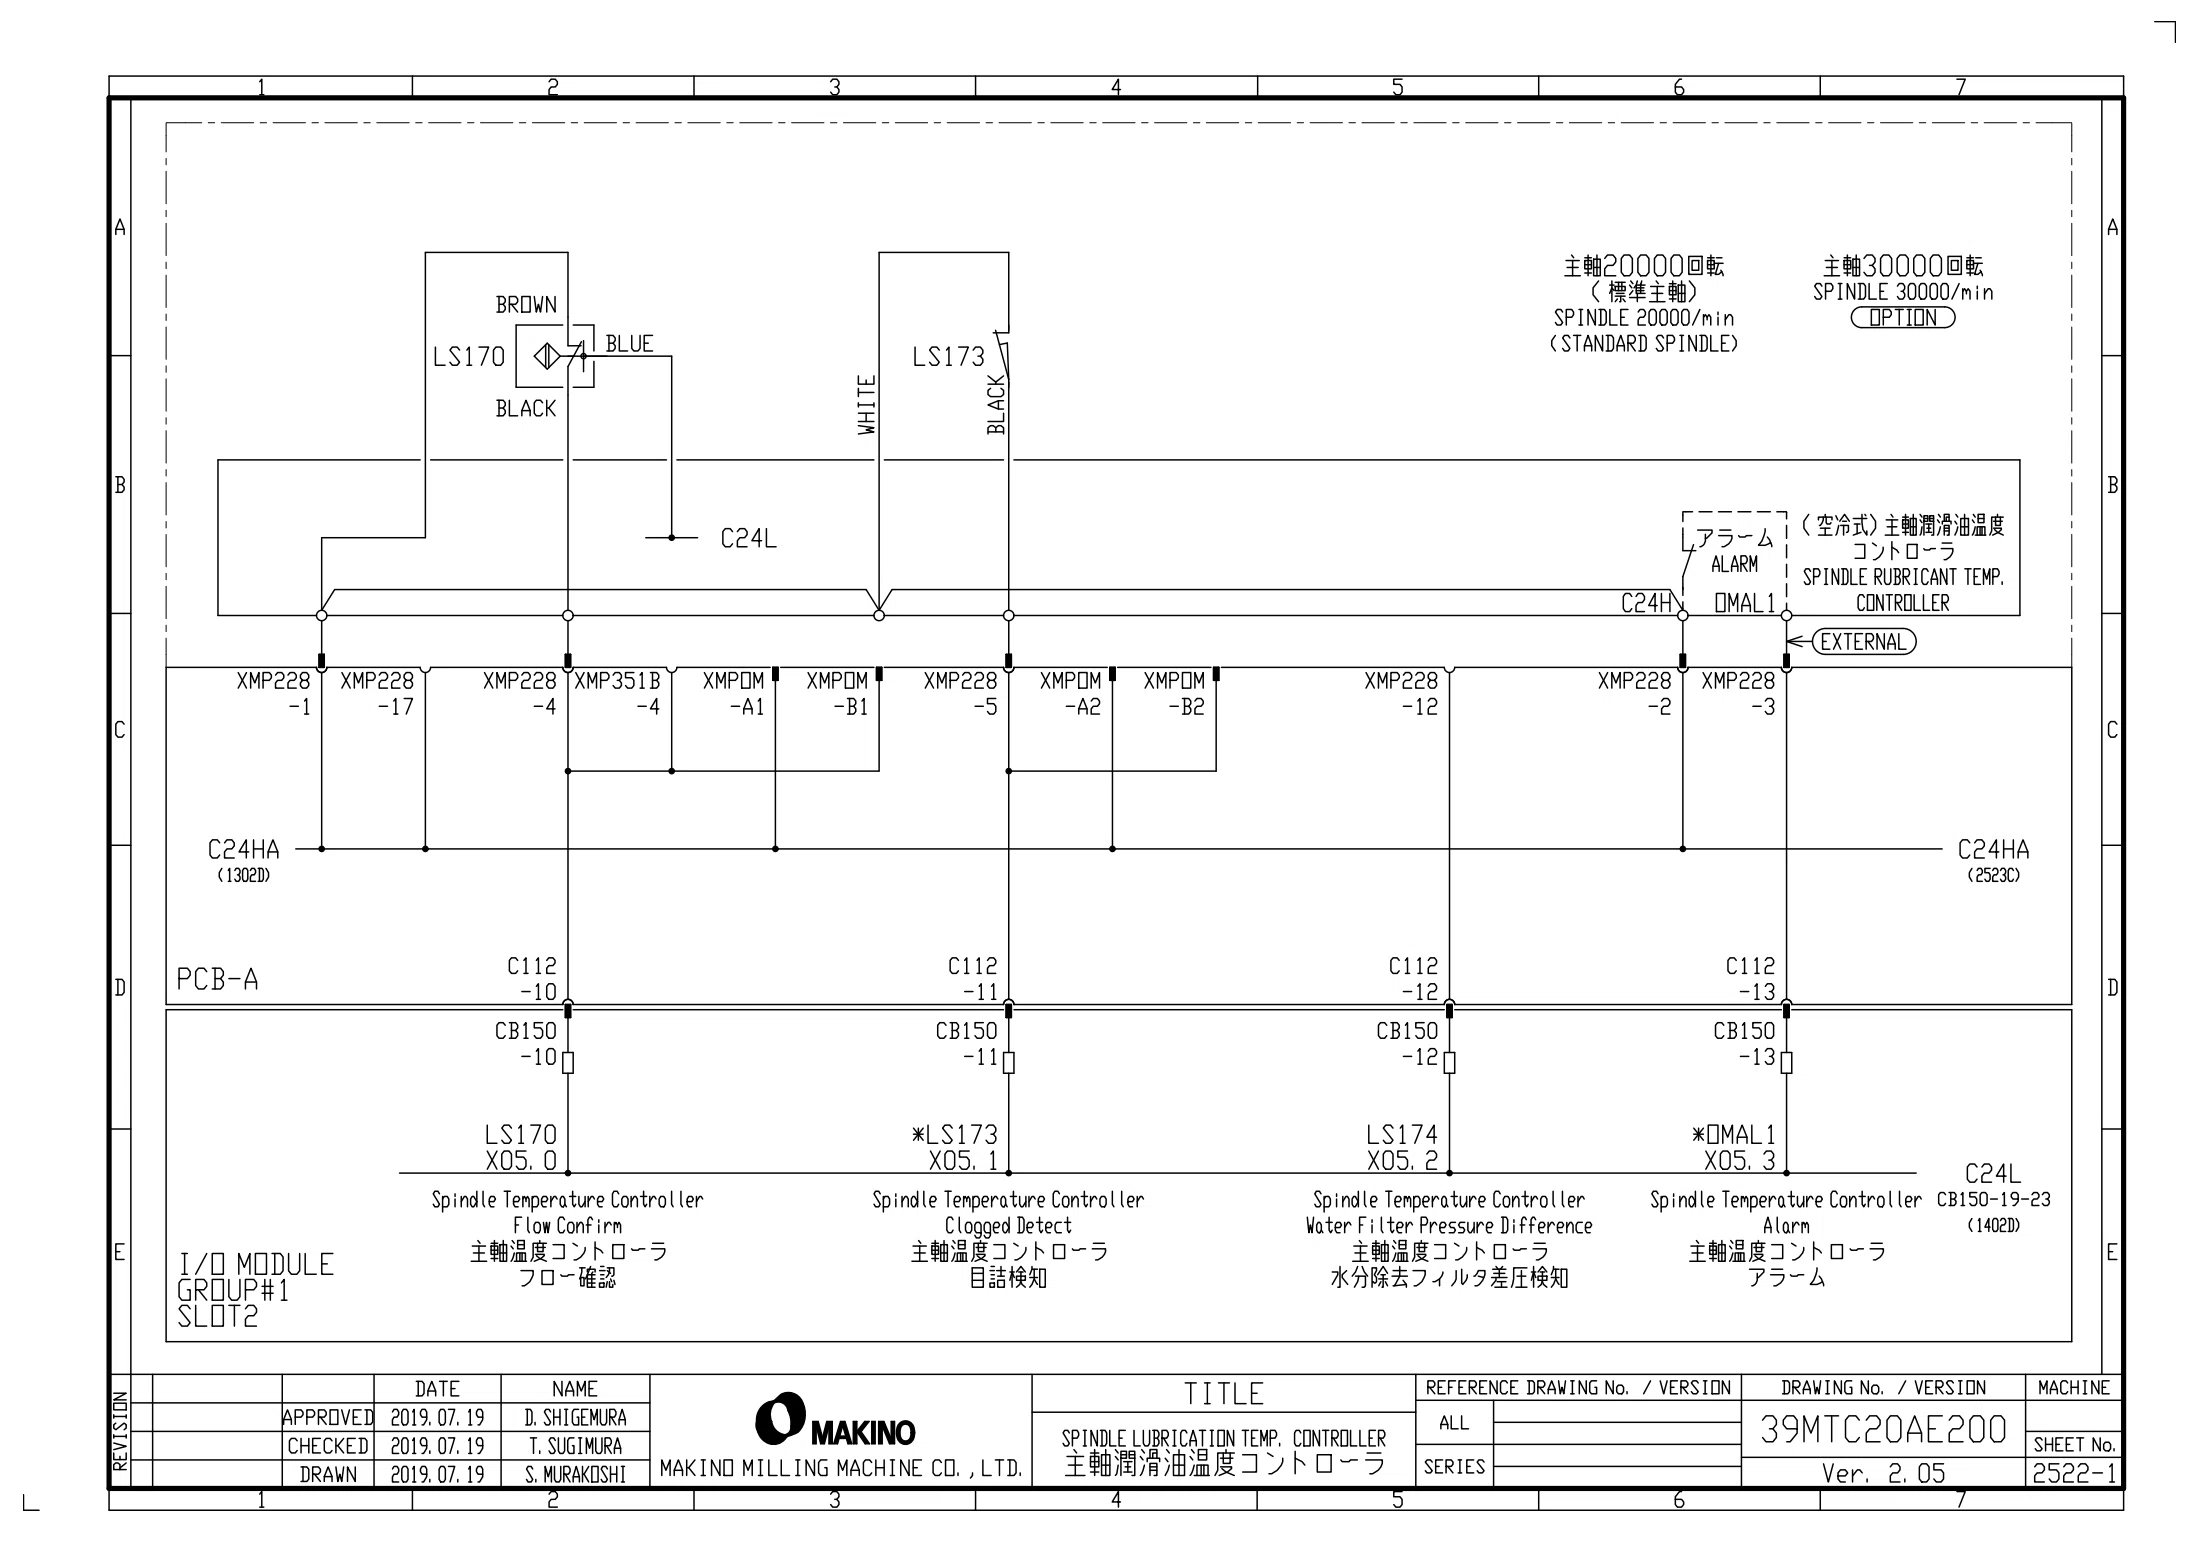 1 2 3 4 5 6 7
A A
主軸20000回転
(標準主軸)
SPINDLE 20000/min
(STANDARD SPINDLE)
主軸30000回転
SPINDLE 30000/min
OPTION
BROWN
LS170
BLUE
BLACK
WHITE
LS173
BLACK
B B
C24L
アラーム
ALARM
C24H
OMAL1
(空冷式)主軸潤滑油温度
コントローラ
SPINDLE RUBRICANT TEMP.
CONTROLLER
EXTERNAL
XMP228 XMP228 XMP228 XMP351B XMPOM XMPOM XMP228 XMPOM XMPOM XMP228 XMP228 XMP228
-1 -17 -4 -4 -A1 -B1 -5 -A2 -B2 -12 -2 -3
C C
C24HA
(1302D)
C24HA
(2523C)
PCB-A
D D
C112 C112 C112 C112
-10 -11 -12 -13
CB150 CB150 CB150 CB150
-10 -11 -12 -13
LS170 *LS173 LS174 *OMAL1
X05.0 X05.1 X05.2 X05.3
C24L
CB150-19-23
(1402D)
Spindle Temperature Controller
Flow Confirm
主軸温度コントローラ
フロー確認
Spindle Temperature Controller
Clogged Detect
主軸温度コントローラ
目詰検知
Spindle Temperature Controller
Water Filter Pressure Difference
主軸温度コントローラ
水分除去フィルタ差圧検知
Spindle Temperature Controller
Alarm
主軸温度コントローラ
アラーム
E E
I/O MODULE
GROUP#1
SLOT2
REVISION
DATE NAME
APPROVED 2019.07.19 D. SHIGEMURA
CHECKED 2019.07.19 T. SUGIMURA
DRAWN 2019.07.19 S. MURAKOSHI
MAKINO
MAKINO MILLING MACHINE CO.,LTD.
TITLE
SPINDLE LUBRICATION TEMP. CONTROLLER
主軸潤滑油温度コントローラ
REFERENCE DRAWING No. / VERSION
ALL
SERIES
DRAWING No. / VERSION
39MTC20AE200
Ver. 2.05
MACHINE
SHEET No.
2522-1
1 2 3 4 5 6 7